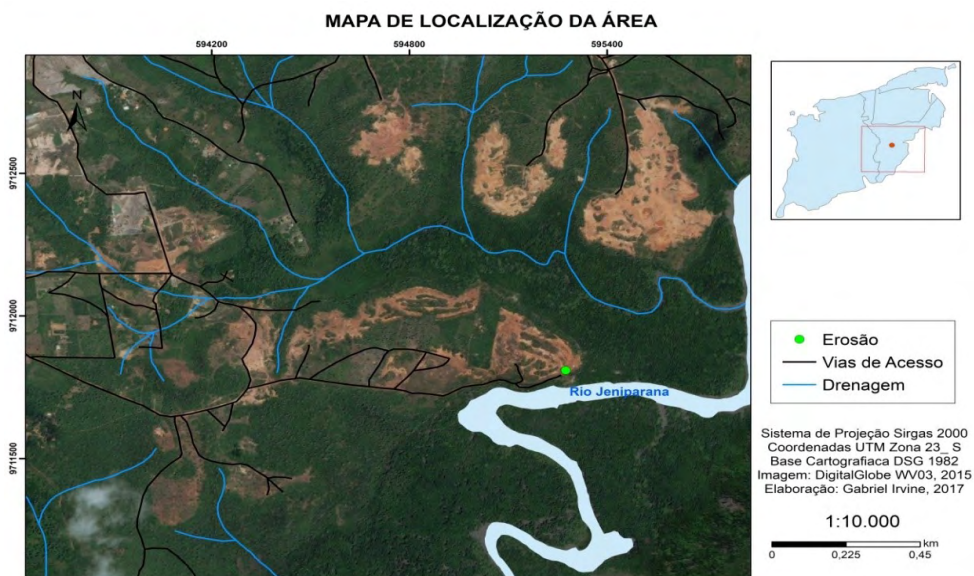 MAPA DE LOCALIZAÇÃO DA ÁREA
594200 594800 595400
N
9712500
9712000
9711500
Rio Jeniparana
Erosão
Vias de Acesso
Drenagem
Sistema de Projeção Sirgas 2000
Coordenadas UTM Zona 23_ S
Base Cartografiaca DSG 1982
Imagem: DigitalGlobe WV03, 2015
Elaboração: Gabriel Irvine, 2017
1:10.000
km
0 0,225 0,45